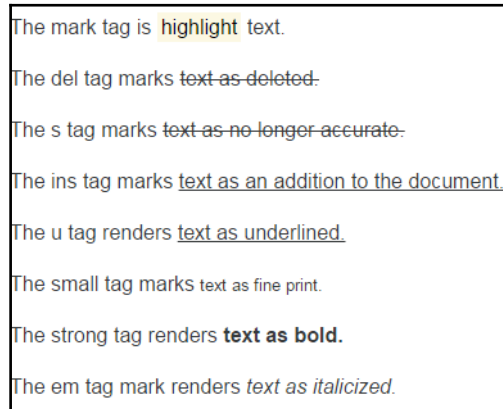 The mark tag is highlight text.
The del tag marks text as deleted.
The s tag marks text as no longer accurate.
The ins tag marks text as an addition to the document.
The u tag renders text as underlined.
The small tag marks text as fine print.
The strong tag renders text as bold.
The em tag mark renders text as italicized.